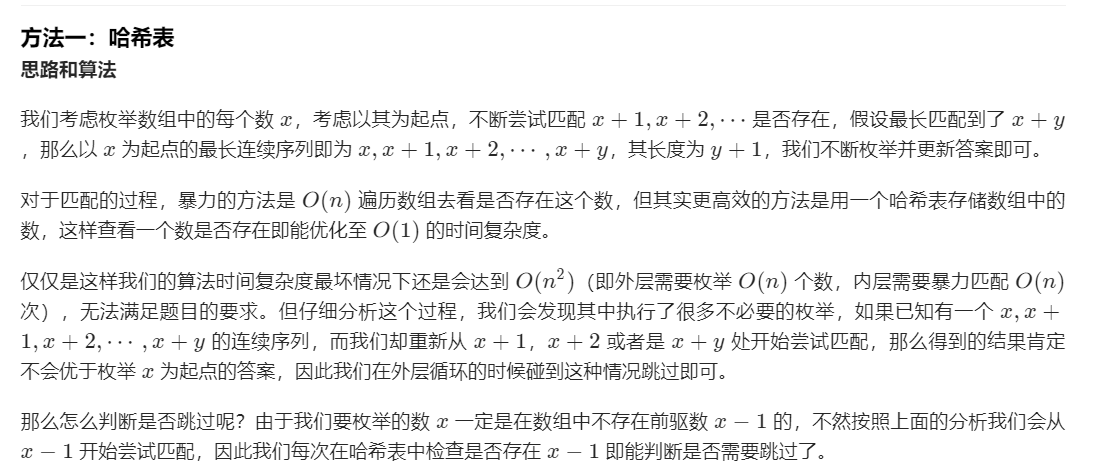 方法一：哈希表
思路和算法
我们考虑枚举数组中的每个数 x，考虑以其为起点，不断尝试匹配 x + 1, x + 2, ⋯ 是否存在，假设最长匹配到了 x + y
，那么以 x 为起点的最长连续序列即为 x, x + 1, x + 2, ⋯ , x + y，其长度为 y + 1，我们不断枚举并更新答案即可。
对于匹配的过程，暴力的方法是 O(n) 遍历数组去看是否存在这个数，但其实更高效的方法是用一个哈希表存储数组中的
数，这样查看一个数是否存在即能优化至 O(1) 的时间复杂度。
仅仅是这样我们的算法时间复杂度最坏情况下还是会达到 O(n²)（即外层需要枚举 O(n) 个数，内层需要暴力匹配 O(n)
次），无法满足题目的要求。但仔细分析这个过程，我们会发现其中执行了很多不必要的枚举，如果已知有一个 x, x +
1, x + 2, ⋯ , x + y 的连续序列，而我们却重新从 x + 1，x + 2 或者是 x + y 处开始尝试匹配，那么得到的结果肯定
不会优于枚举 x 为起点的答案，因此我们在外层循环的时候碰到这种情况跳过即可。
那么怎么判断是否跳过呢？由于我们要枚举的数 x 一定是在数组中不存在前驱数 x − 1 的，不然按照上面的分析我们会从
x − 1 开始尝试匹配，因此我们每次在哈希表中检查是否存在 x − 1 即能判断是否需要跳过了。